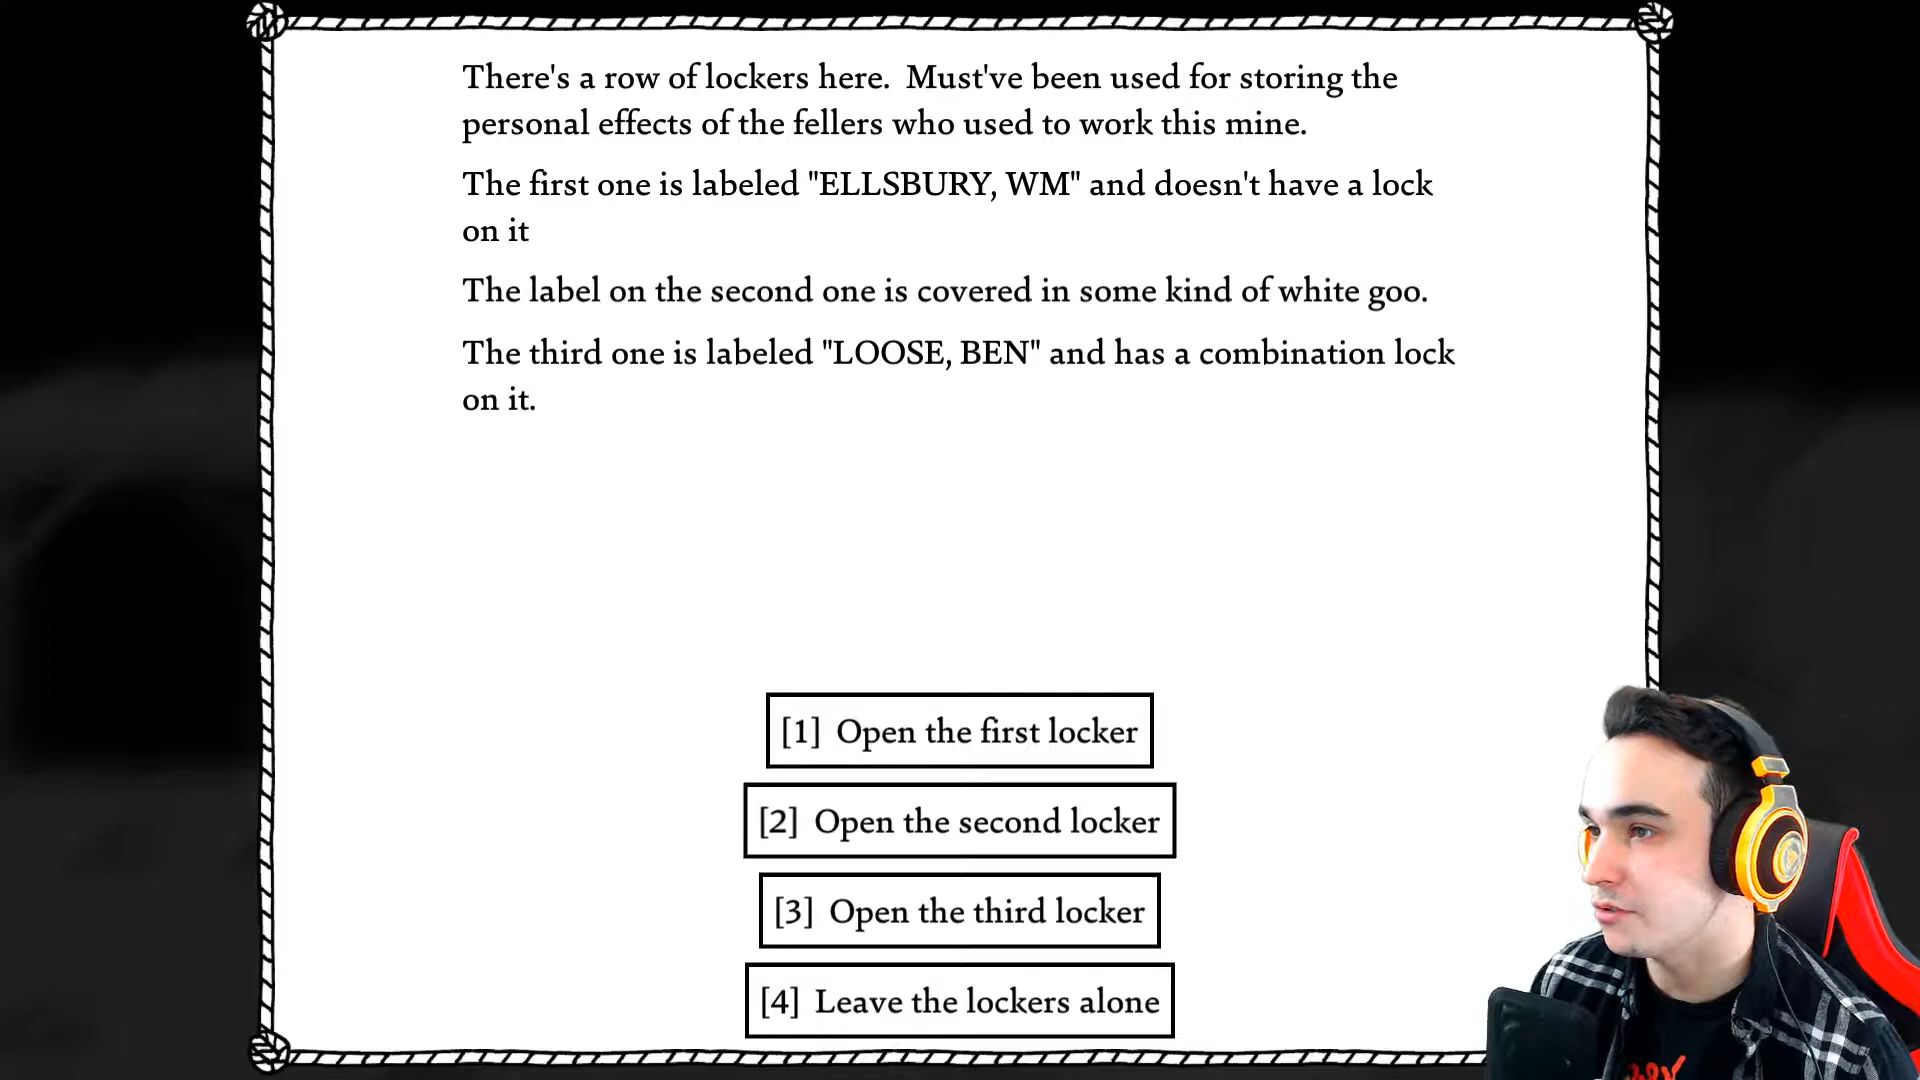 There's a row of lockers here.  Must've been used for storing the
personal effects of the fellers who used to work this mine.
The first one is labeled "ELLSBURY, WM" and doesn't have a lock
on it
The label on the second one is covered in some kind of white goo.
The third one is labeled "LOOSE, BEN" and has a combination lock
on it.
[1] Open the first locker
[2] Open the second locker
[3] Open the third locker
[4] Leave the lockers alone